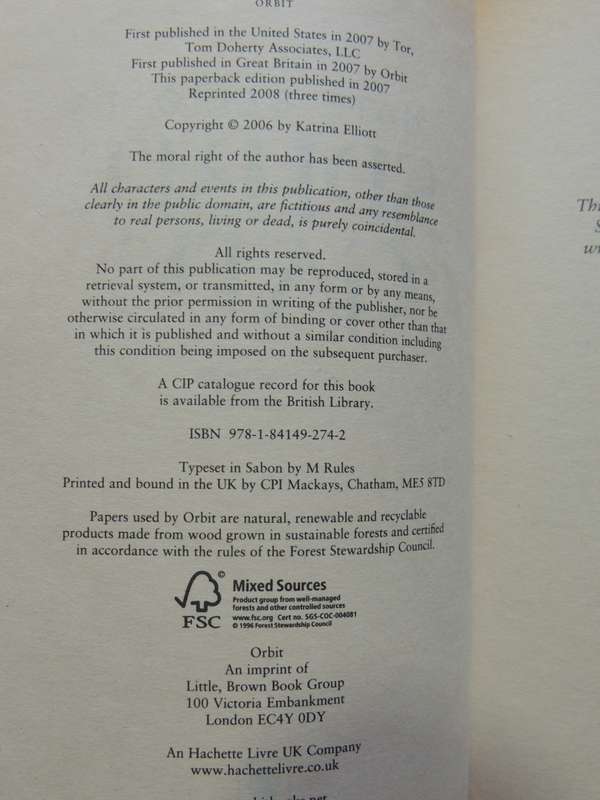 ORBIT
First published in the United States in 2007 by Tor,
Tom Doherty Associates, LLC
First published in Great Britain in 2007 by Orbit
This paperback edition published in 2007
Reprinted 2008 (three times)
Copyright © 2006 by Katrina Elliott
The moral right of the author has been asserted.
All characters and events in this publication, other than those
clearly in the public domain, are fictitious and any resemblance
to real persons, living or dead, is purely coincidental.
All rights reserved.
No part of this publication may be reproduced, stored in a
retrieval system, or transmitted, in any form or by any means,
without the prior permission in writing of the publisher, nor be
otherwise circulated in any form of binding or cover other than that
in which it is published and without a similar condition including
this condition being imposed on the subsequent purchaser.
A CIP catalogue record for this book
is available from the British Library.
ISBN 978-1-84149-274-2
Typeset in Sabon by M Rules
Printed and bound in the UK by CPI Mackays, Chatham, ME5 8TD
Papers used by Orbit are natural, renewable and recyclable
products made from wood grown in sustainable forests and certified
in accordance with the rules of the Forest Stewardship Council.
©
FSC
Mixed Sources
Product group from well-managed
forests and other controlled sources
www.fsc.org Cert no. SGS-COC-004081
© 1996 Forest Stewardship Council
Orbit
An imprint of
Little, Brown Book Group
100 Victoria Embankment
London EC4Y 0DY
An Hachette Livre UK Company
www.hachettelivre.co.uk